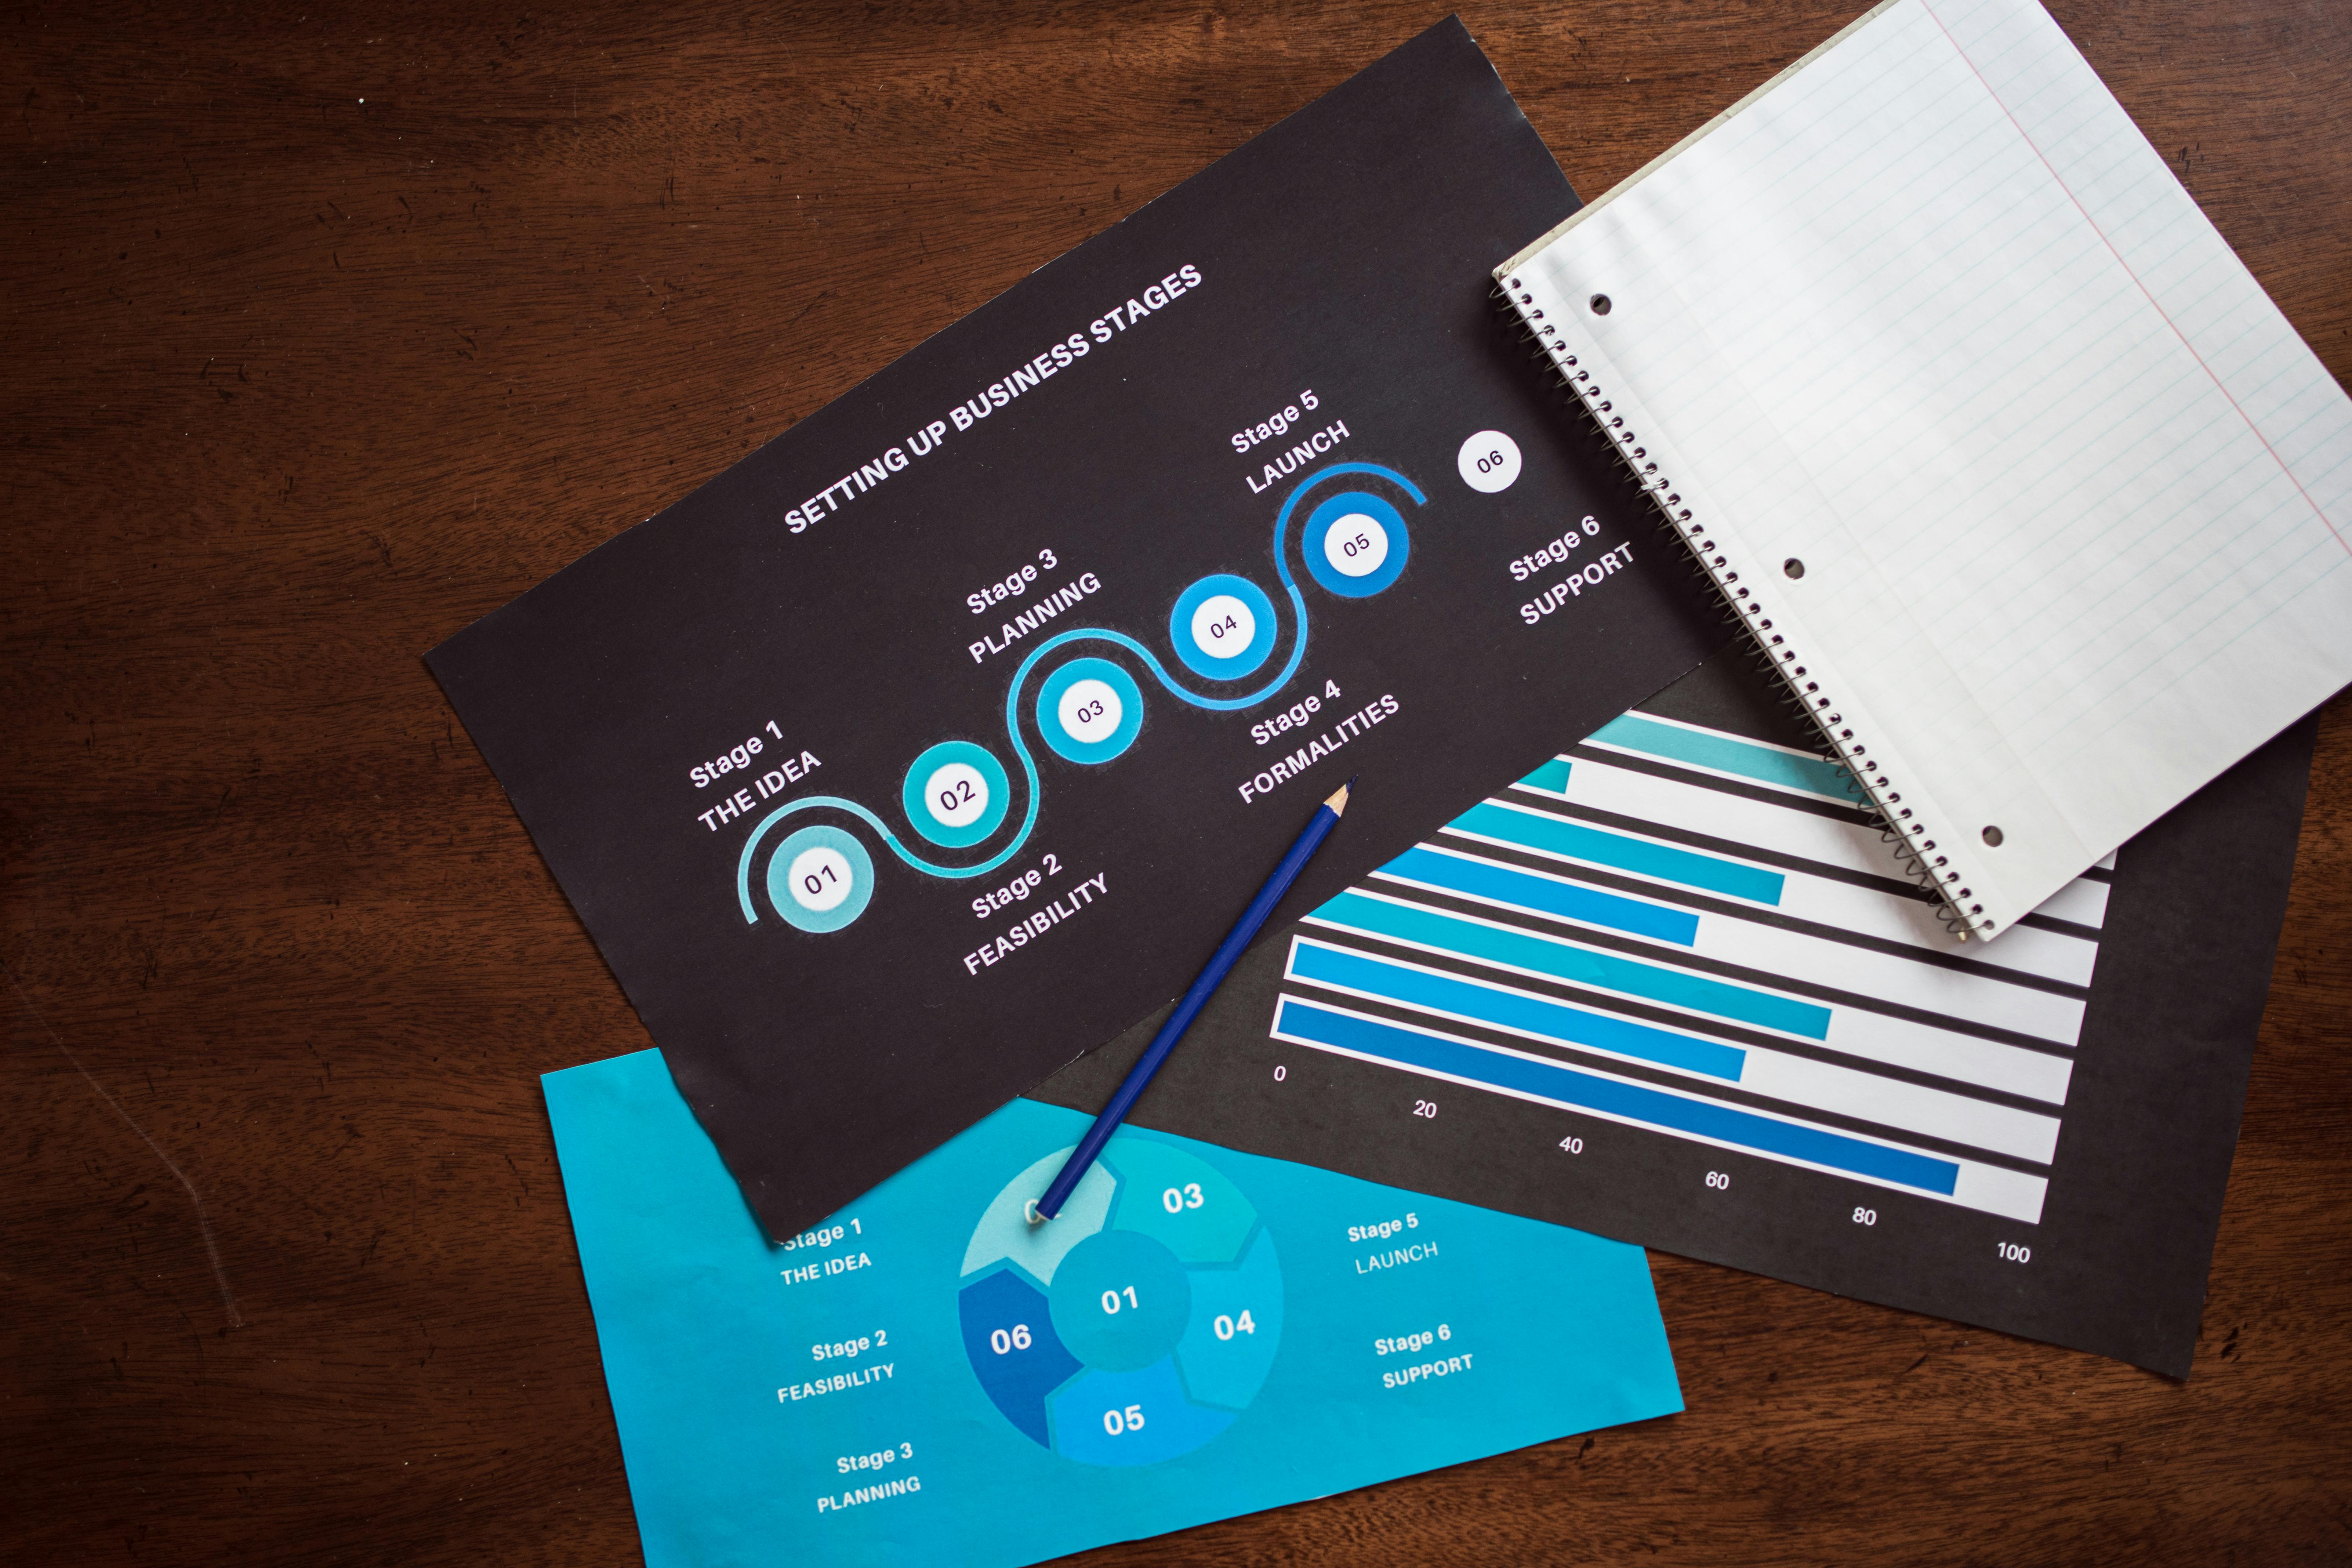 SETTING UP BUSINESS STAGES
Stage 1
THE IDEA
01
02
Stage 2
FEASIBILITY
Stage 3
PLANNING
03
04
Stage 4
FORMALITIES
Stage 5
LAUNCH
05
06
Stage 6
SUPPORT
0
20
40
60
80
100
Stage 1
THE IDEA
Stage 2
FEASIBILITY
Stage 3
PLANNING
03
01
04
06
05
Stage 5
LAUNCH
Stage 6
SUPPORT